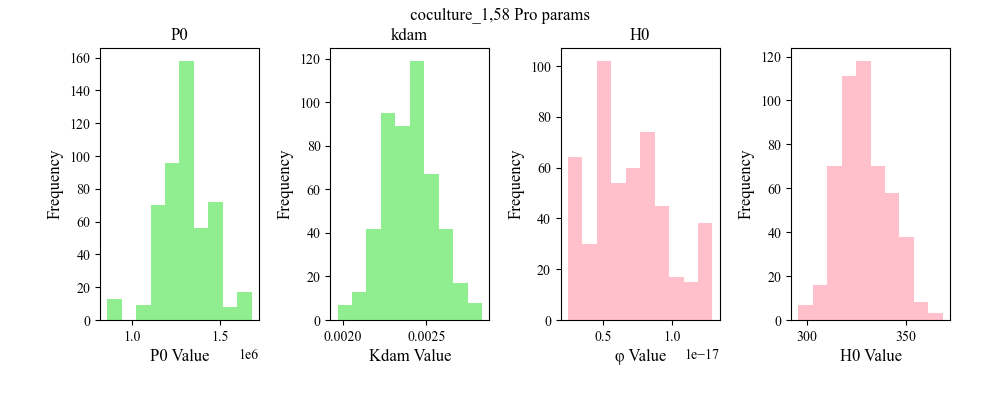 coculture_1,58 Pro params
P0
160
140
120
100
80
60
40
20
0
Frequency
1.0
1.5
1e6
P0 Value
kdam
120
100
80
60
40
20
0
Frequency
0.0020
0.0025
Kdam Value
H0
100
80
60
40
20
0
Frequency
0.5
1.0
1e−17
φ Value
120
100
80
60
40
20
0
Frequency
300
350
H0 Value